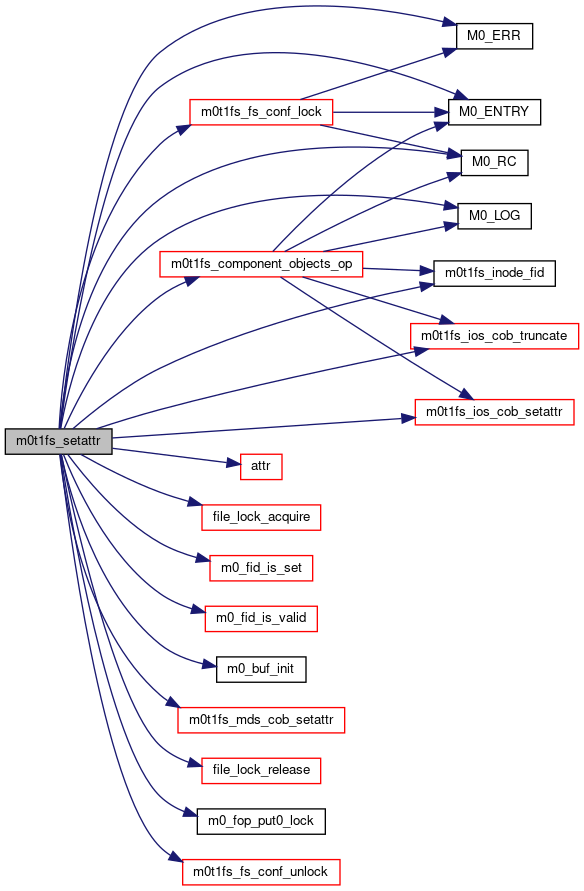 M0_ERR
m0t1fs_fs_conf_lock
M0_ENTRY
M0_RC
M0_LOG
m0t1fs_component_objects_op
m0t1fs_inode_fid
m0t1fs_ios_cob_truncate
m0t1fs_ios_cob_setattr
m0t1fs_setattr
attr
file_lock_acquire
m0_fid_is_set
m0_fid_is_valid
m0_buf_init
m0t1fs_mds_cob_setattr
file_lock_release
m0_fop_put0_lock
m0t1fs_fs_conf_unlock